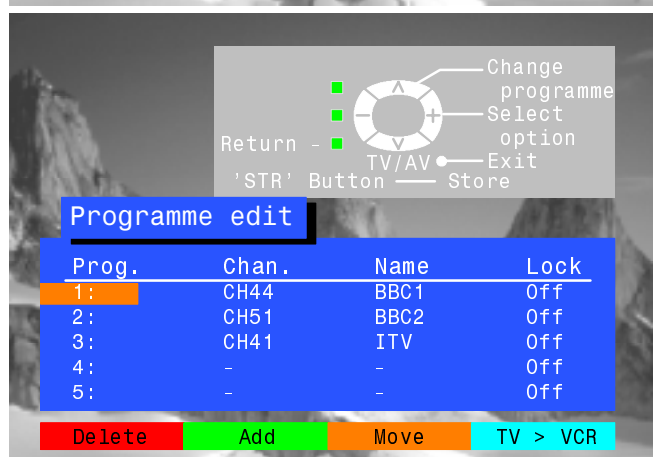 Change
programme
Select
option
Return -
TV/AV
Exit
'STR' Button
Store
Programme edit
Prog. Chan. Name Lock
1: CH44 BBC1 Off
2: CH51 BBC2 Off
3: CH41 ITV Off
4: - - Off
5: - - Off
Delete Add Move TV > VCR